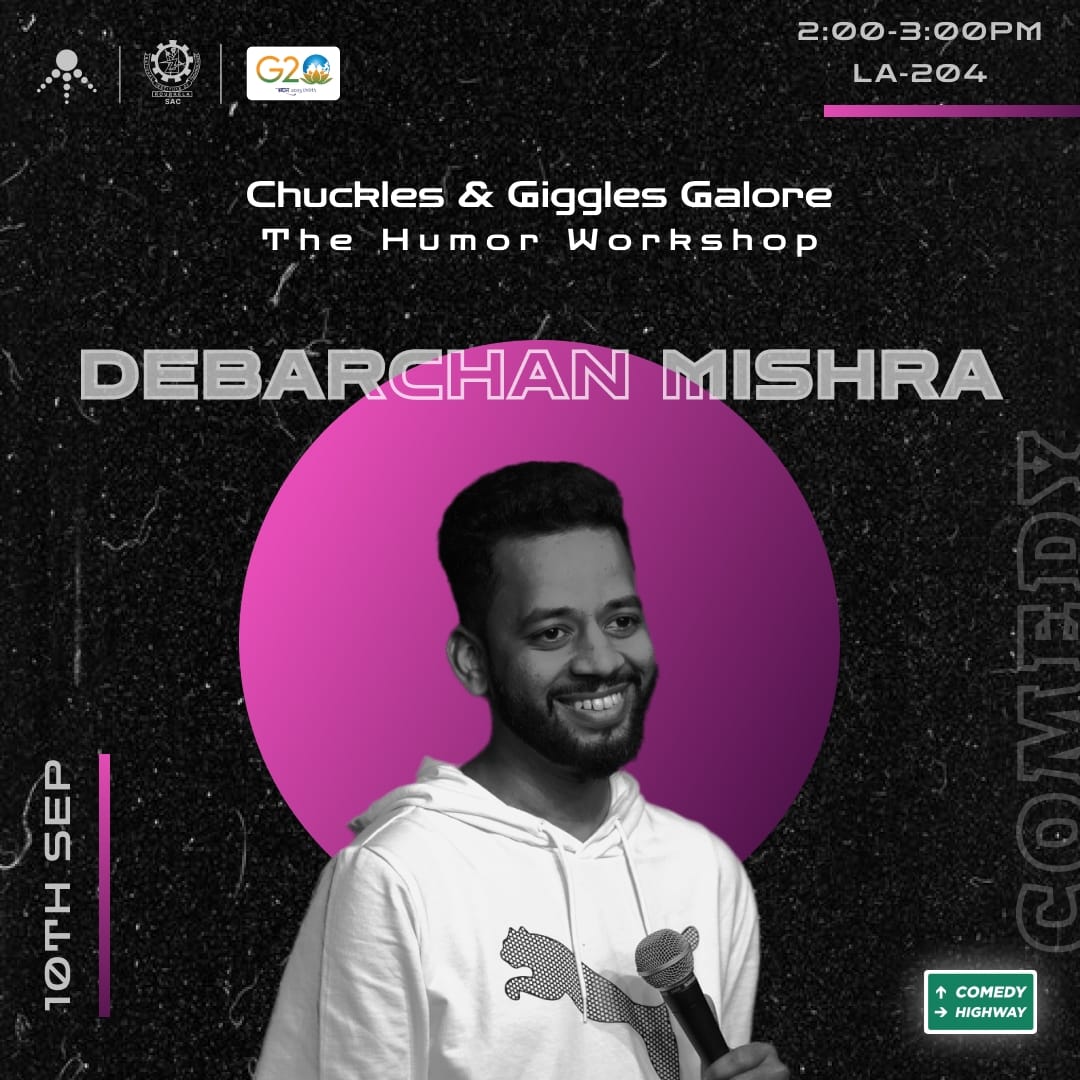 2:00-3:00PM
LA-204
G20
SAC
Chuckles & Giggles Galore
The Humor Workshop
DEBARCHAN MISHRA
COMEDY
10TH SEP
↑ COMEDY
→ HIGHWAY